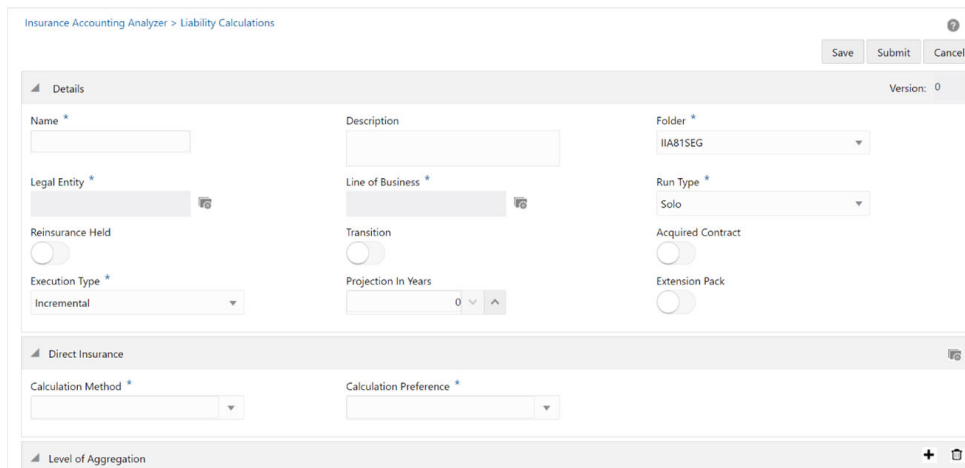 Insurance Accounting Analyzer > Liability Calculations
?
Save Submit Cancel
Details Version: 0
Name * Description Folder *
IIA81SEG
Legal Entity * Line of Business * Run Type *
Solo
Reinsurance Held Transition Acquired Contract
Execution Type * Projection In Years Extension Pack
Incremental 0
Direct Insurance
Calculation Method * Calculation Preference *
Level of Aggregation